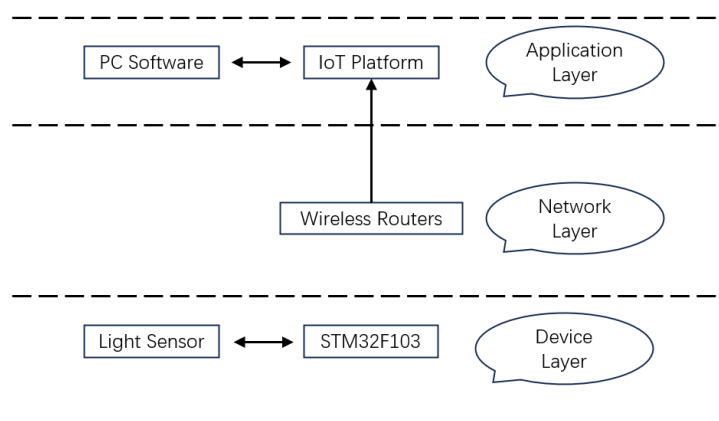 PC Software
IoT Platform
Application
Layer
Wireless Routers
Network
Layer
Light Sensor
STM32F103
Device
Layer